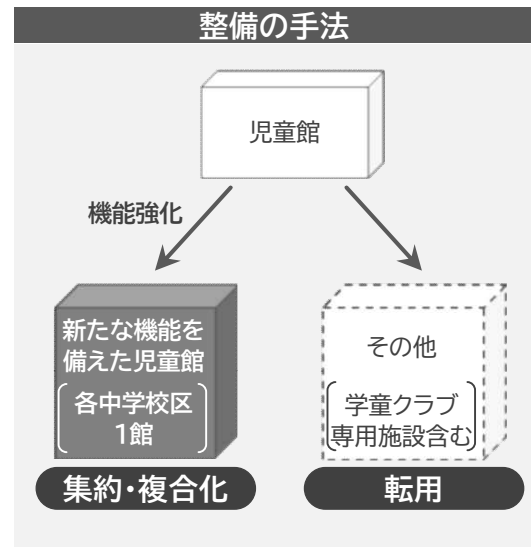 整備の手法
児童館
機能強化
新たな機能を
備えた児童館
各中学校区
1館
集約・複合化
その他
学童クラブ
専用施設含む
転用